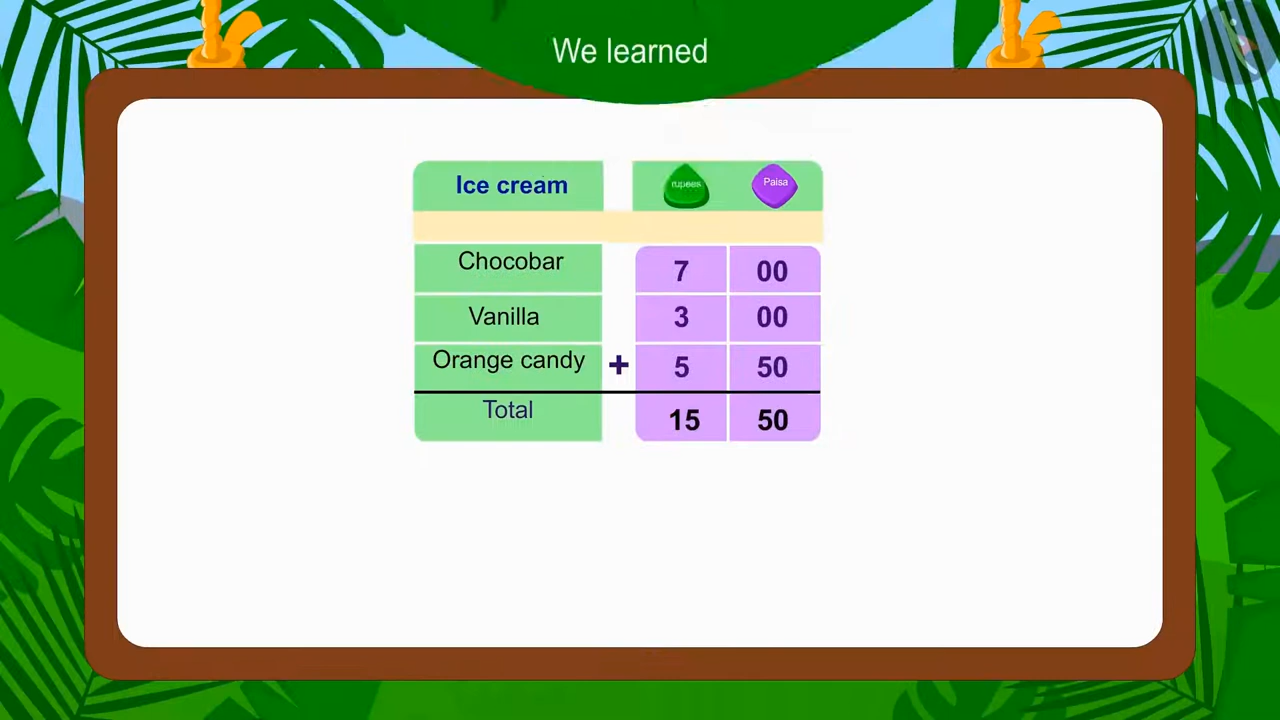 We learned
Ice cream rupees Paisa
Chocobar 7 00
Vanilla 3 00
Orange candy + 5 50
Total 15 50